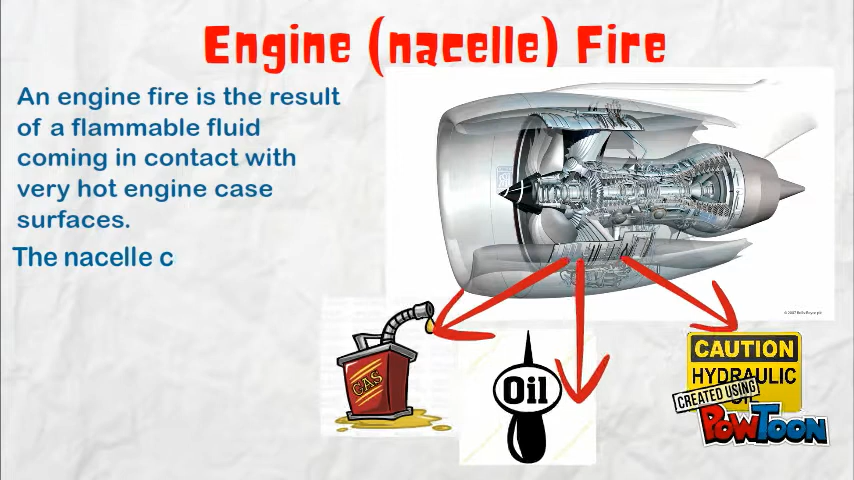 Engine (nacelle) Fire
An engine fire is the result
of a flammable fluid
coming in contact with
very hot engine case
surfaces.
The nacelle c
GAS
Oil
CAUTION
HYDRAULIC
CREATED USING
POWTOON